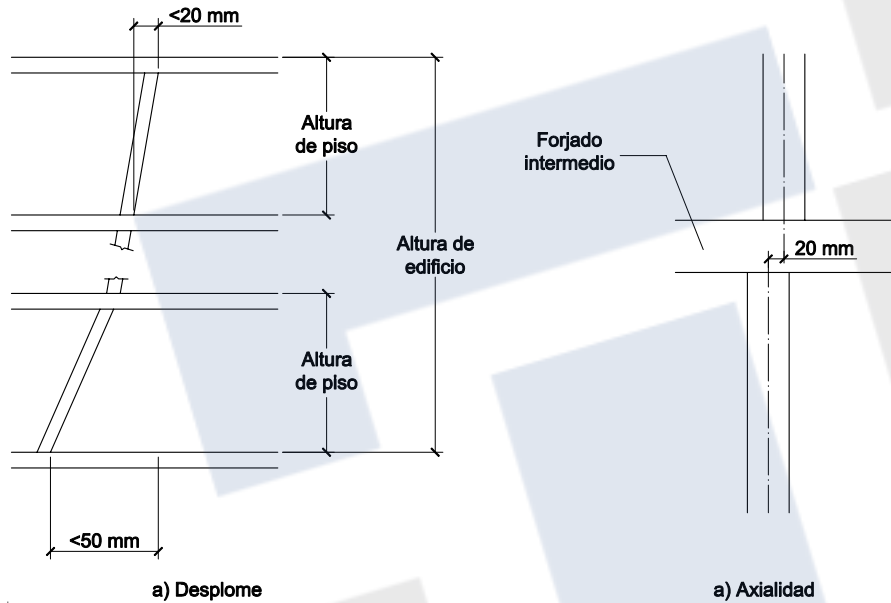 <20 mm
Altura
de piso
Altura de
edificio
Altura
de piso
<50 mm
a) Desplome
Forjado
intermedio
20 mm
a) Axialidad